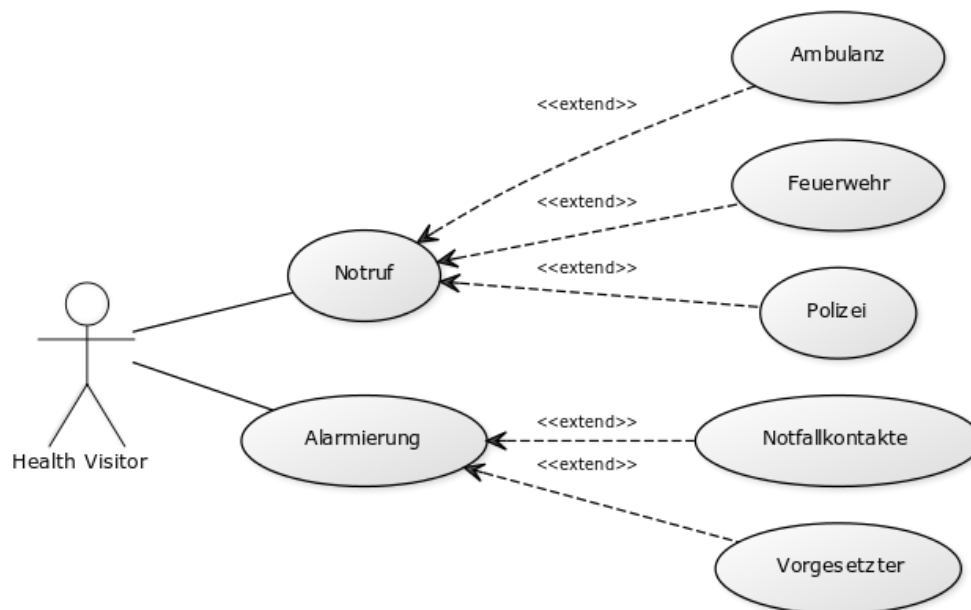 Ambulanz
<<extend>>
Feuerwehr
<<extend>>
Notruf
<<extend>>
Polizei
Health Visitor
Alarmierung
<<extend>>
Notfallkontakte
<<extend>>
Vorgesetzter